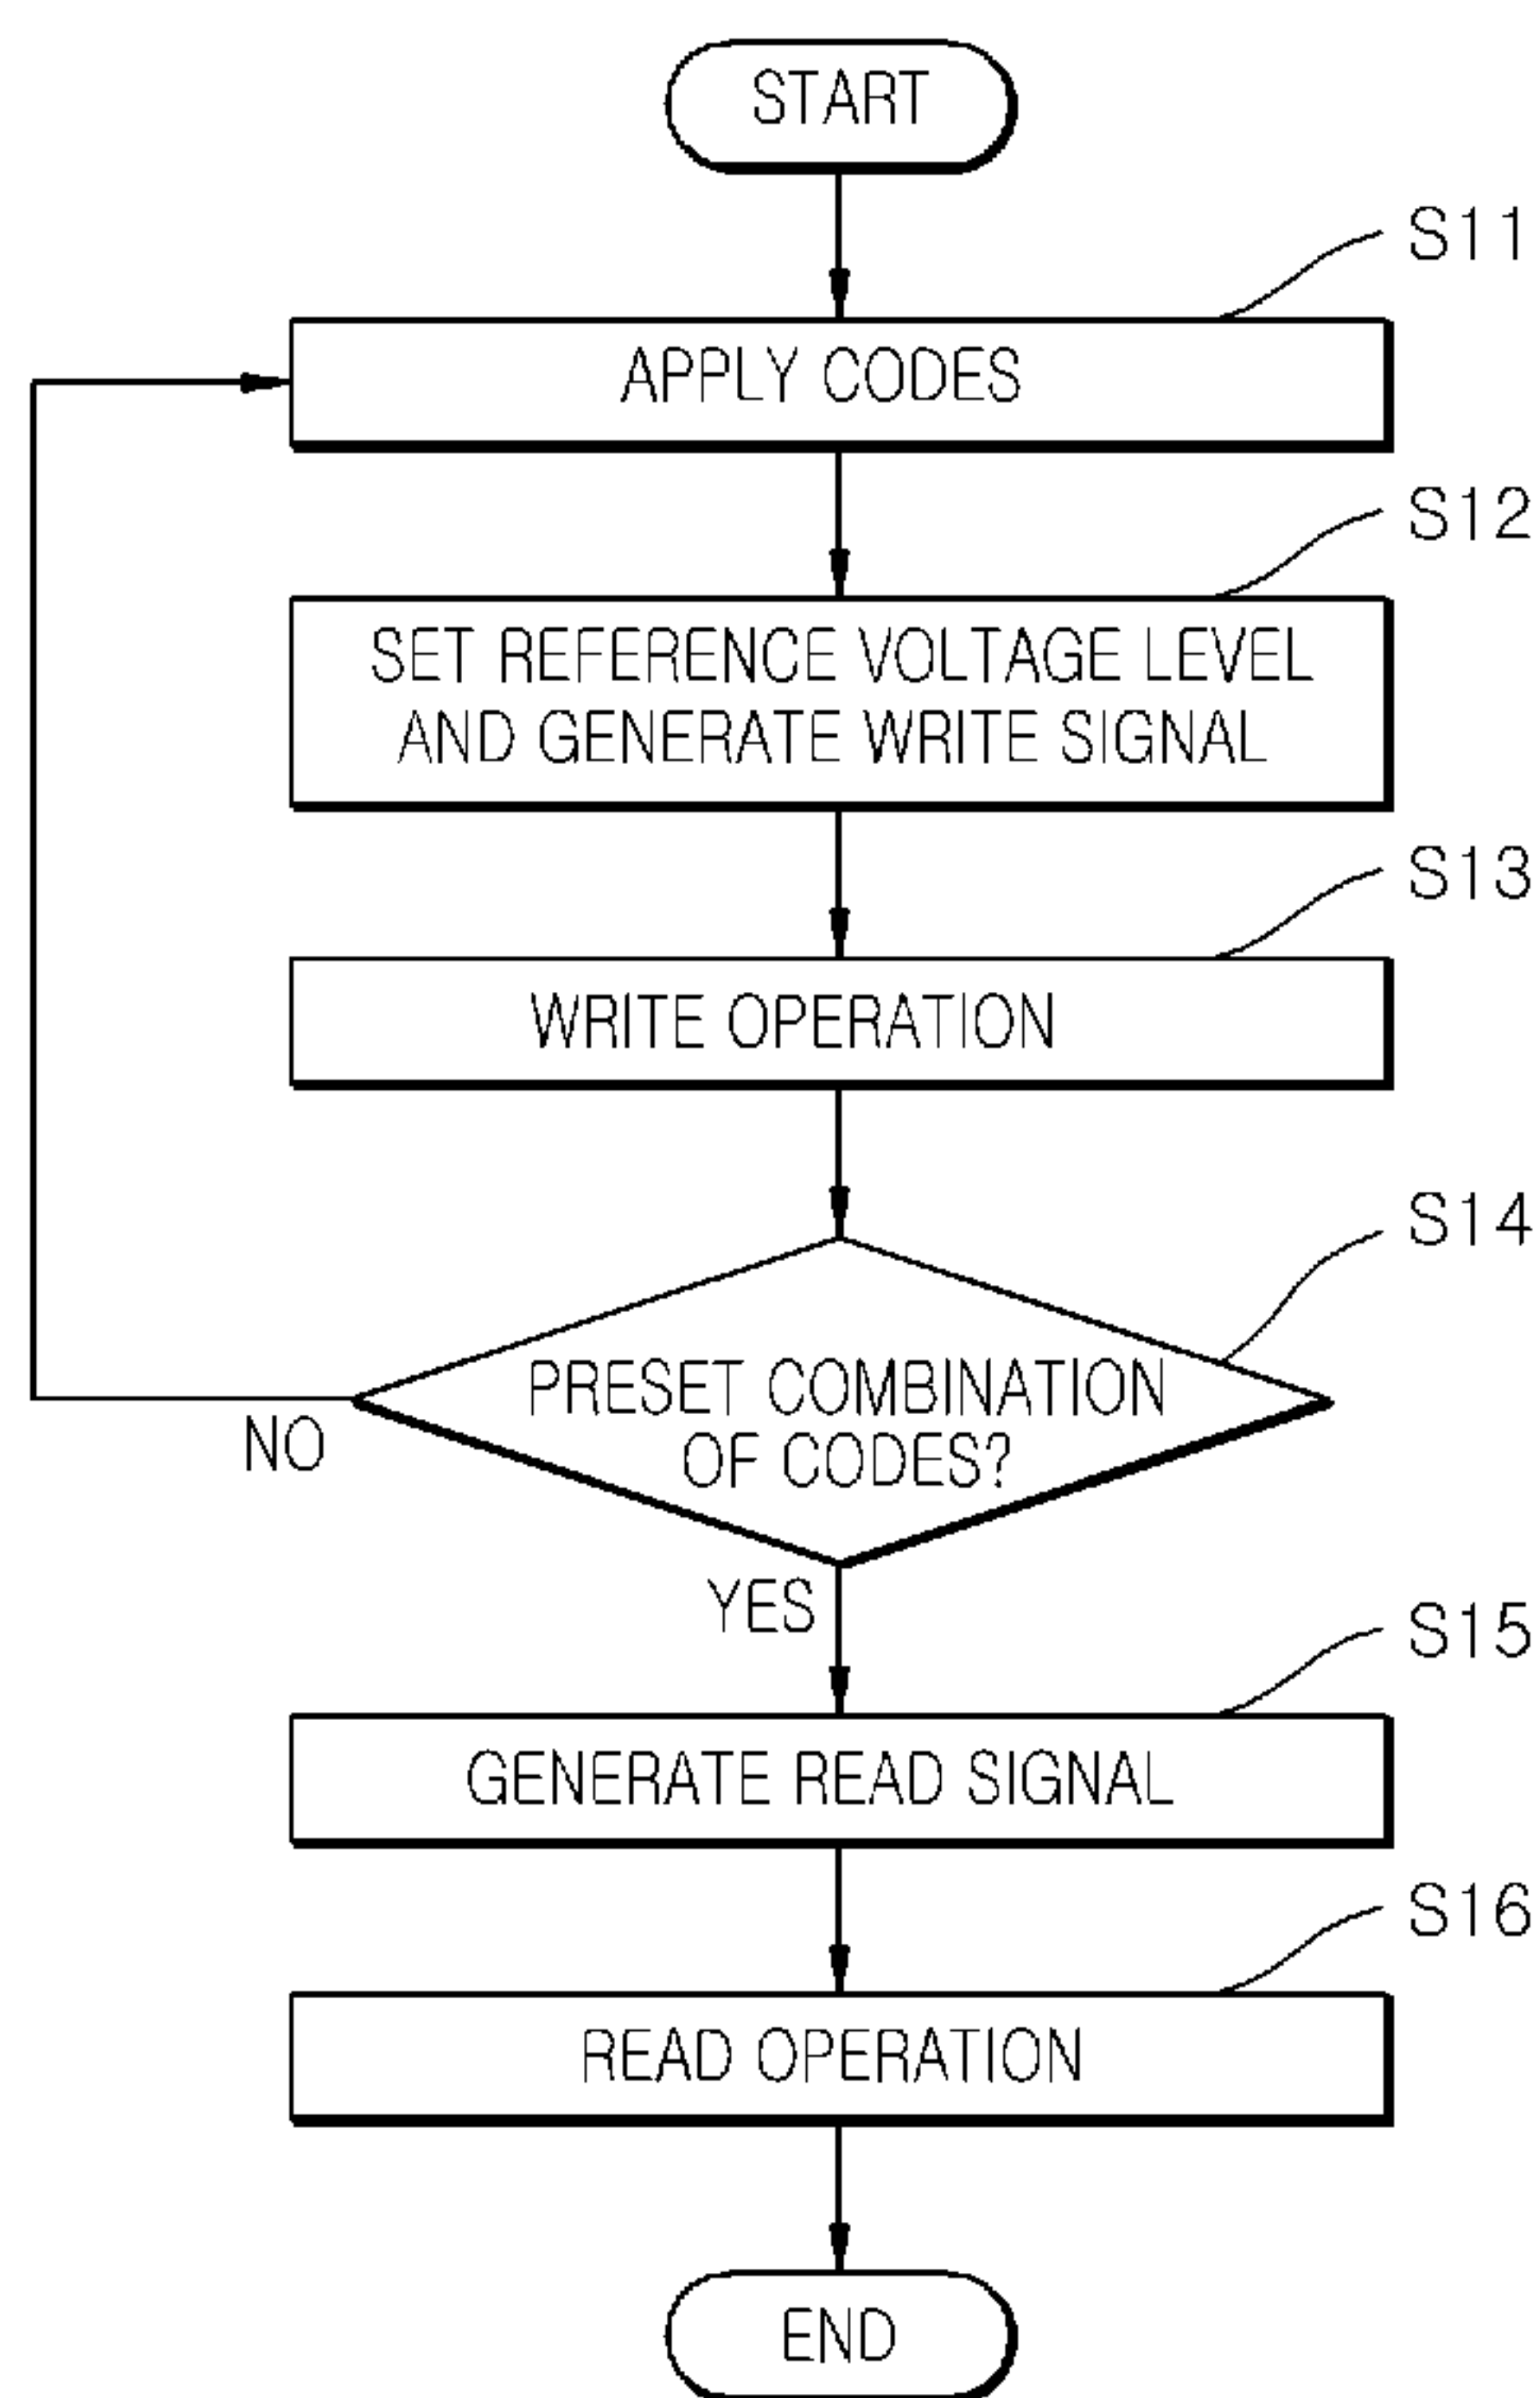 START
S11
APPLY CODES
S12
SET REFERENCE VOLTAGE LEVEL
AND GENERATE WRITE SIGNAL
S13
WRITE OPERATION
S14
PRESET COMBINATION
OF CODES?
NO
YES
S15
GENERATE READ SIGNAL
S16
READ OPERATION
END